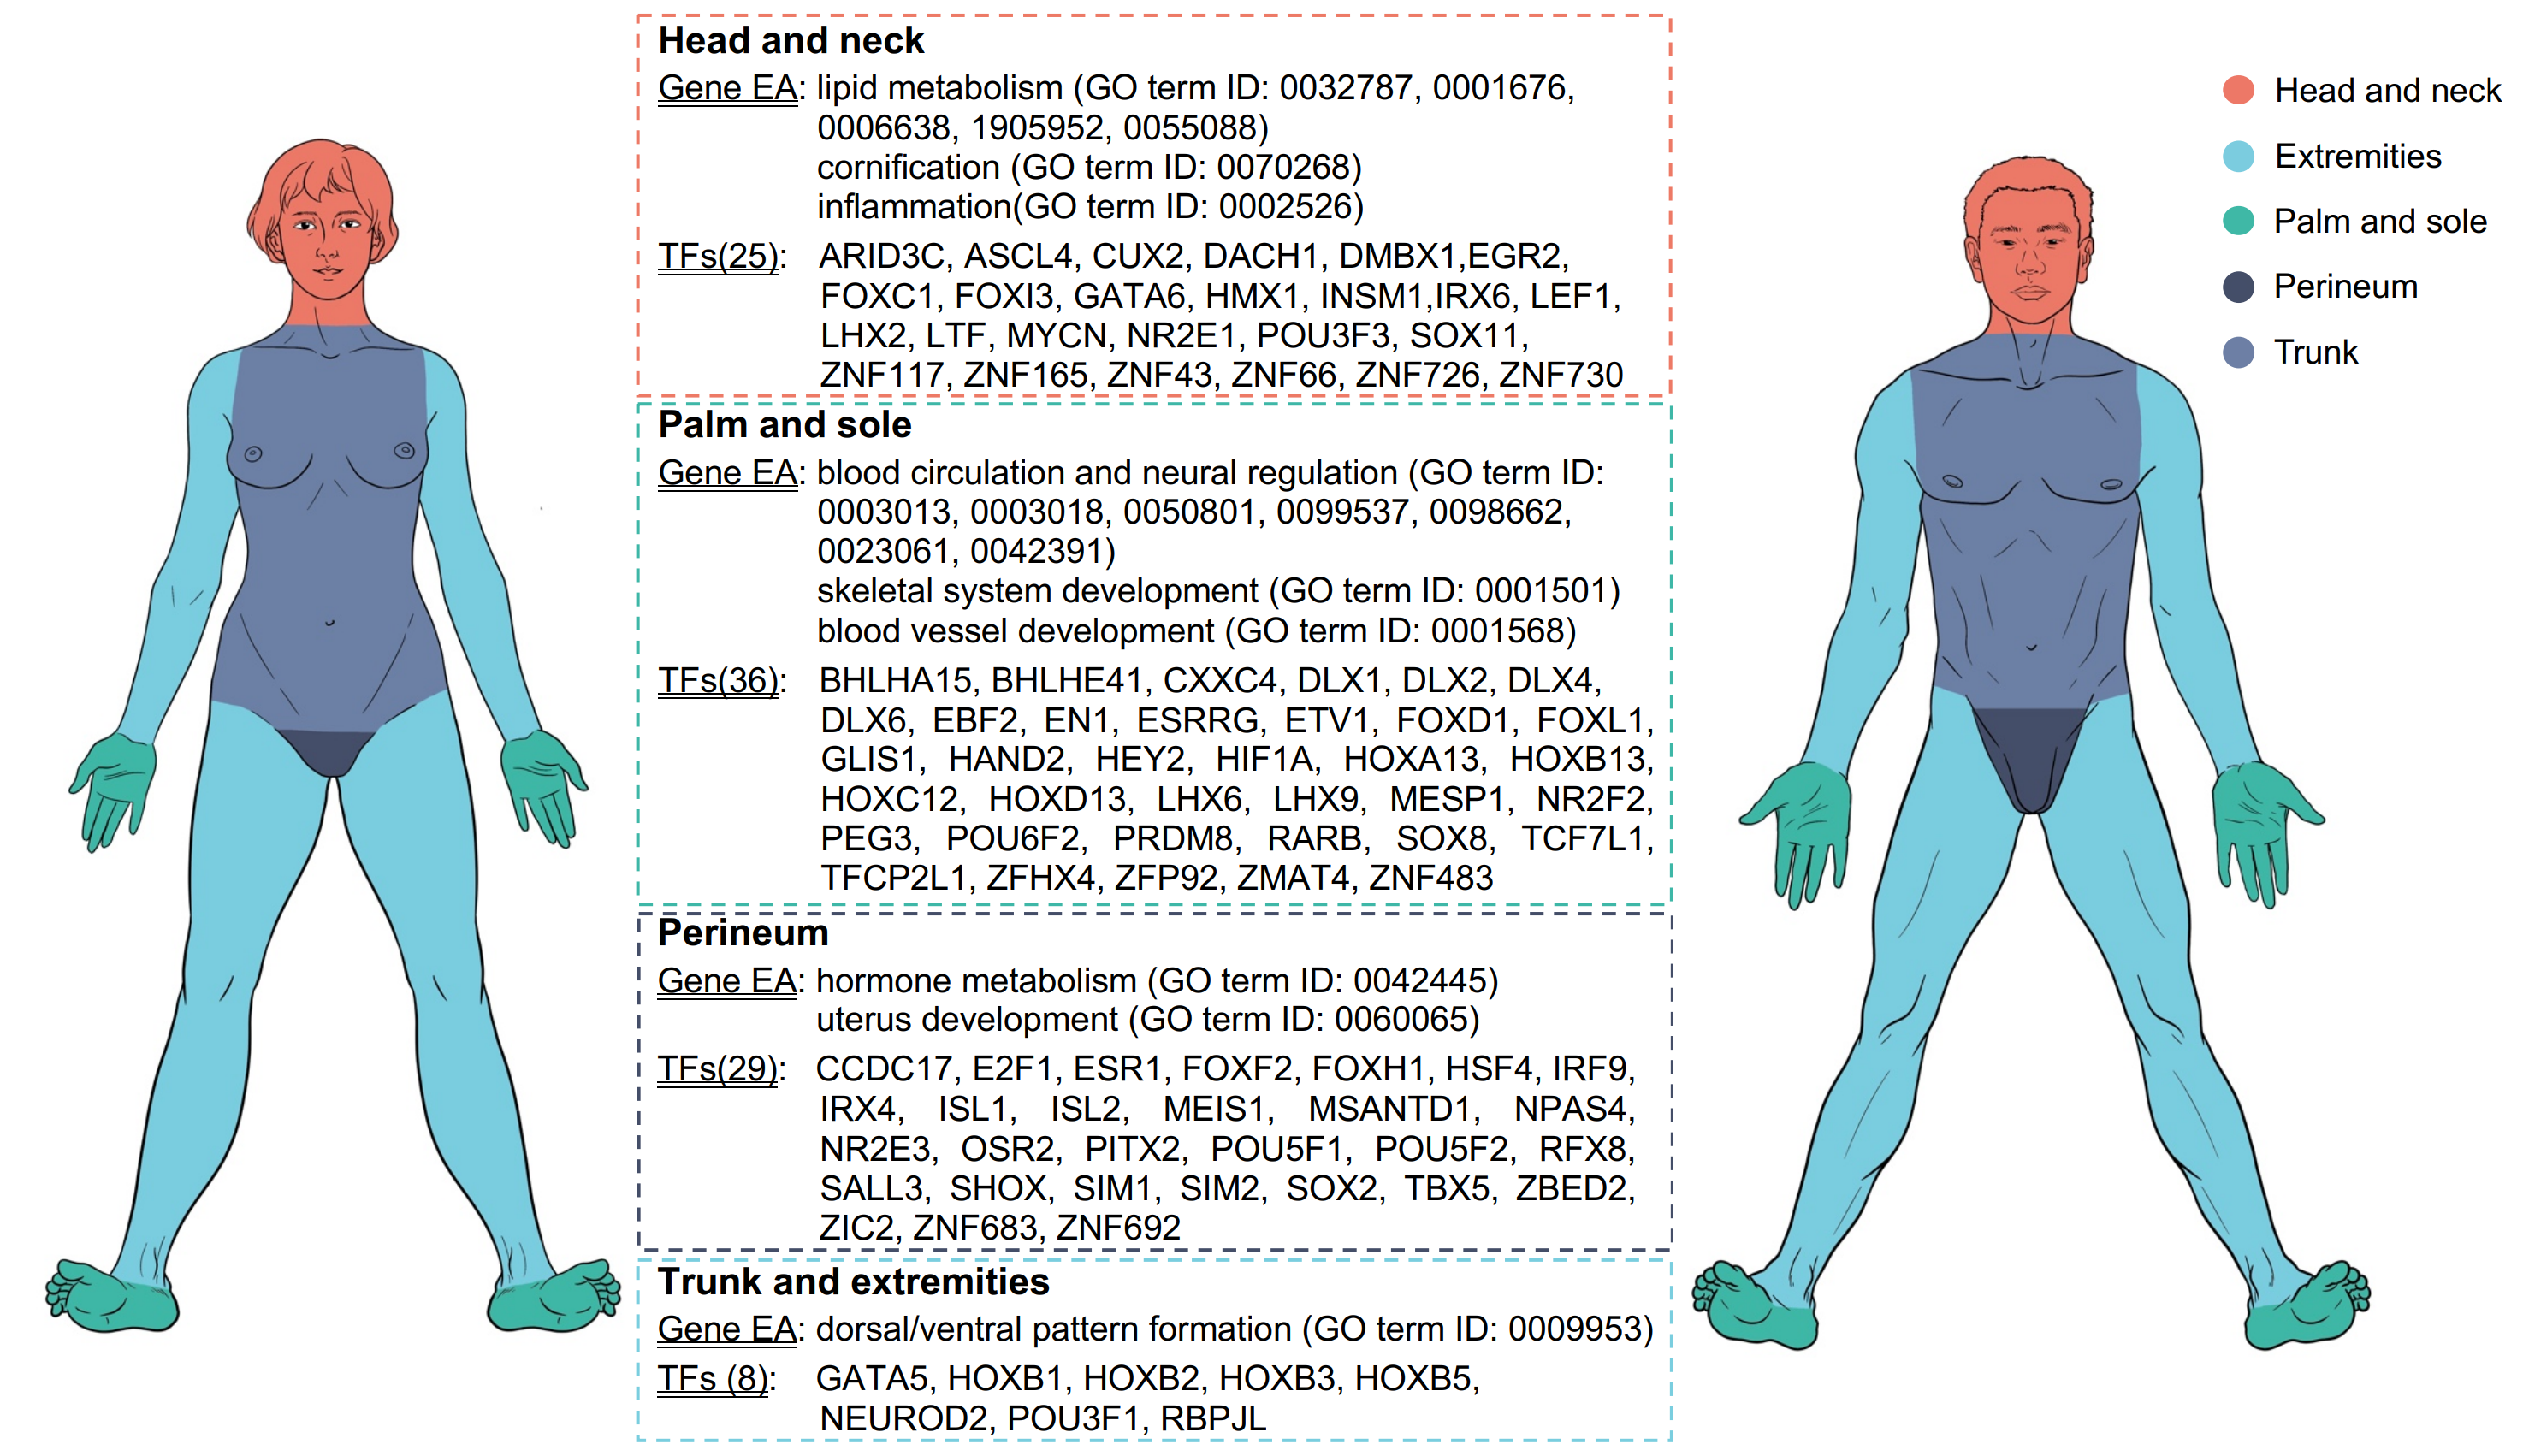 Head and neck
Gene EA: lipid metabolism (GO term ID: 0032787, 0001676,
0006638, 1905952, 0055088)
cornification (GO term ID: 0070268)
inflammation(GO term ID: 0002526)
TFs(25): ARID3C, ASCL4, CUX2, DACH1, DMBX1,EGR2,
FOXC1, FOXI3, GATA6, HMX1, INSM1,IRX6, LEF1,
LHX2, LTF, MYCN, NR2E1, POU3F3, SOX11,
ZNF117, ZNF165, ZNF43, ZNF66, ZNF726, ZNF730
Palm and sole
Gene EA: blood circulation and neural regulation (GO term ID:
0003013, 0003018, 0050801, 0099537, 0098662,
0023061, 0042391)
skeletal system development (GO term ID: 0001501)
blood vessel development (GO term ID: 0001568)
TFs(36): BHLHA15, BHLHE41, CXXC4, DLX1, DLX2, DLX4,
DLX6, EBF2, EN1, ESRRG, ETV1, FOXD1, FOXL1,
GLIS1, HAND2, HEY2, HIF1A, HOXA13, HOXB13,
HOXC12, HOXD13, LHX6, LHX9, MESP1, NR2F2,
PEG3, POU6F2, PRDM8, RARB, SOX8, TCF7L1,
TFCP2L1, ZFHX4, ZFP92, ZMAT4, ZNF483
Perineum
Gene EA: hormone metabolism (GO term ID: 0042445)
uterus development (GO term ID: 0060065)
TFs(29): CCDC17, E2F1, ESR1, FOXF2, FOXH1, HSF4, IRF9,
IRX4, ISL1, ISL2, MEIS1, MSANTD1, NPAS4,
NR2E3, OSR2, PITX2, POU5F1, POU5F2, RFX8,
SALL3, SHOX, SIM1, SIM2, SOX2, TBX5, ZBED2,
ZIC2, ZNF683, ZNF692
Trunk and extremities
Gene EA: dorsal/ventral pattern formation (GO term ID: 0009953)
TFs (8): GATA5, HOXB1, HOXB2, HOXB3, HOXB5,
NEUROD2, POU3F1, RBPJL
Head and neck
Extremities
Palm and sole
Perineum
Trunk